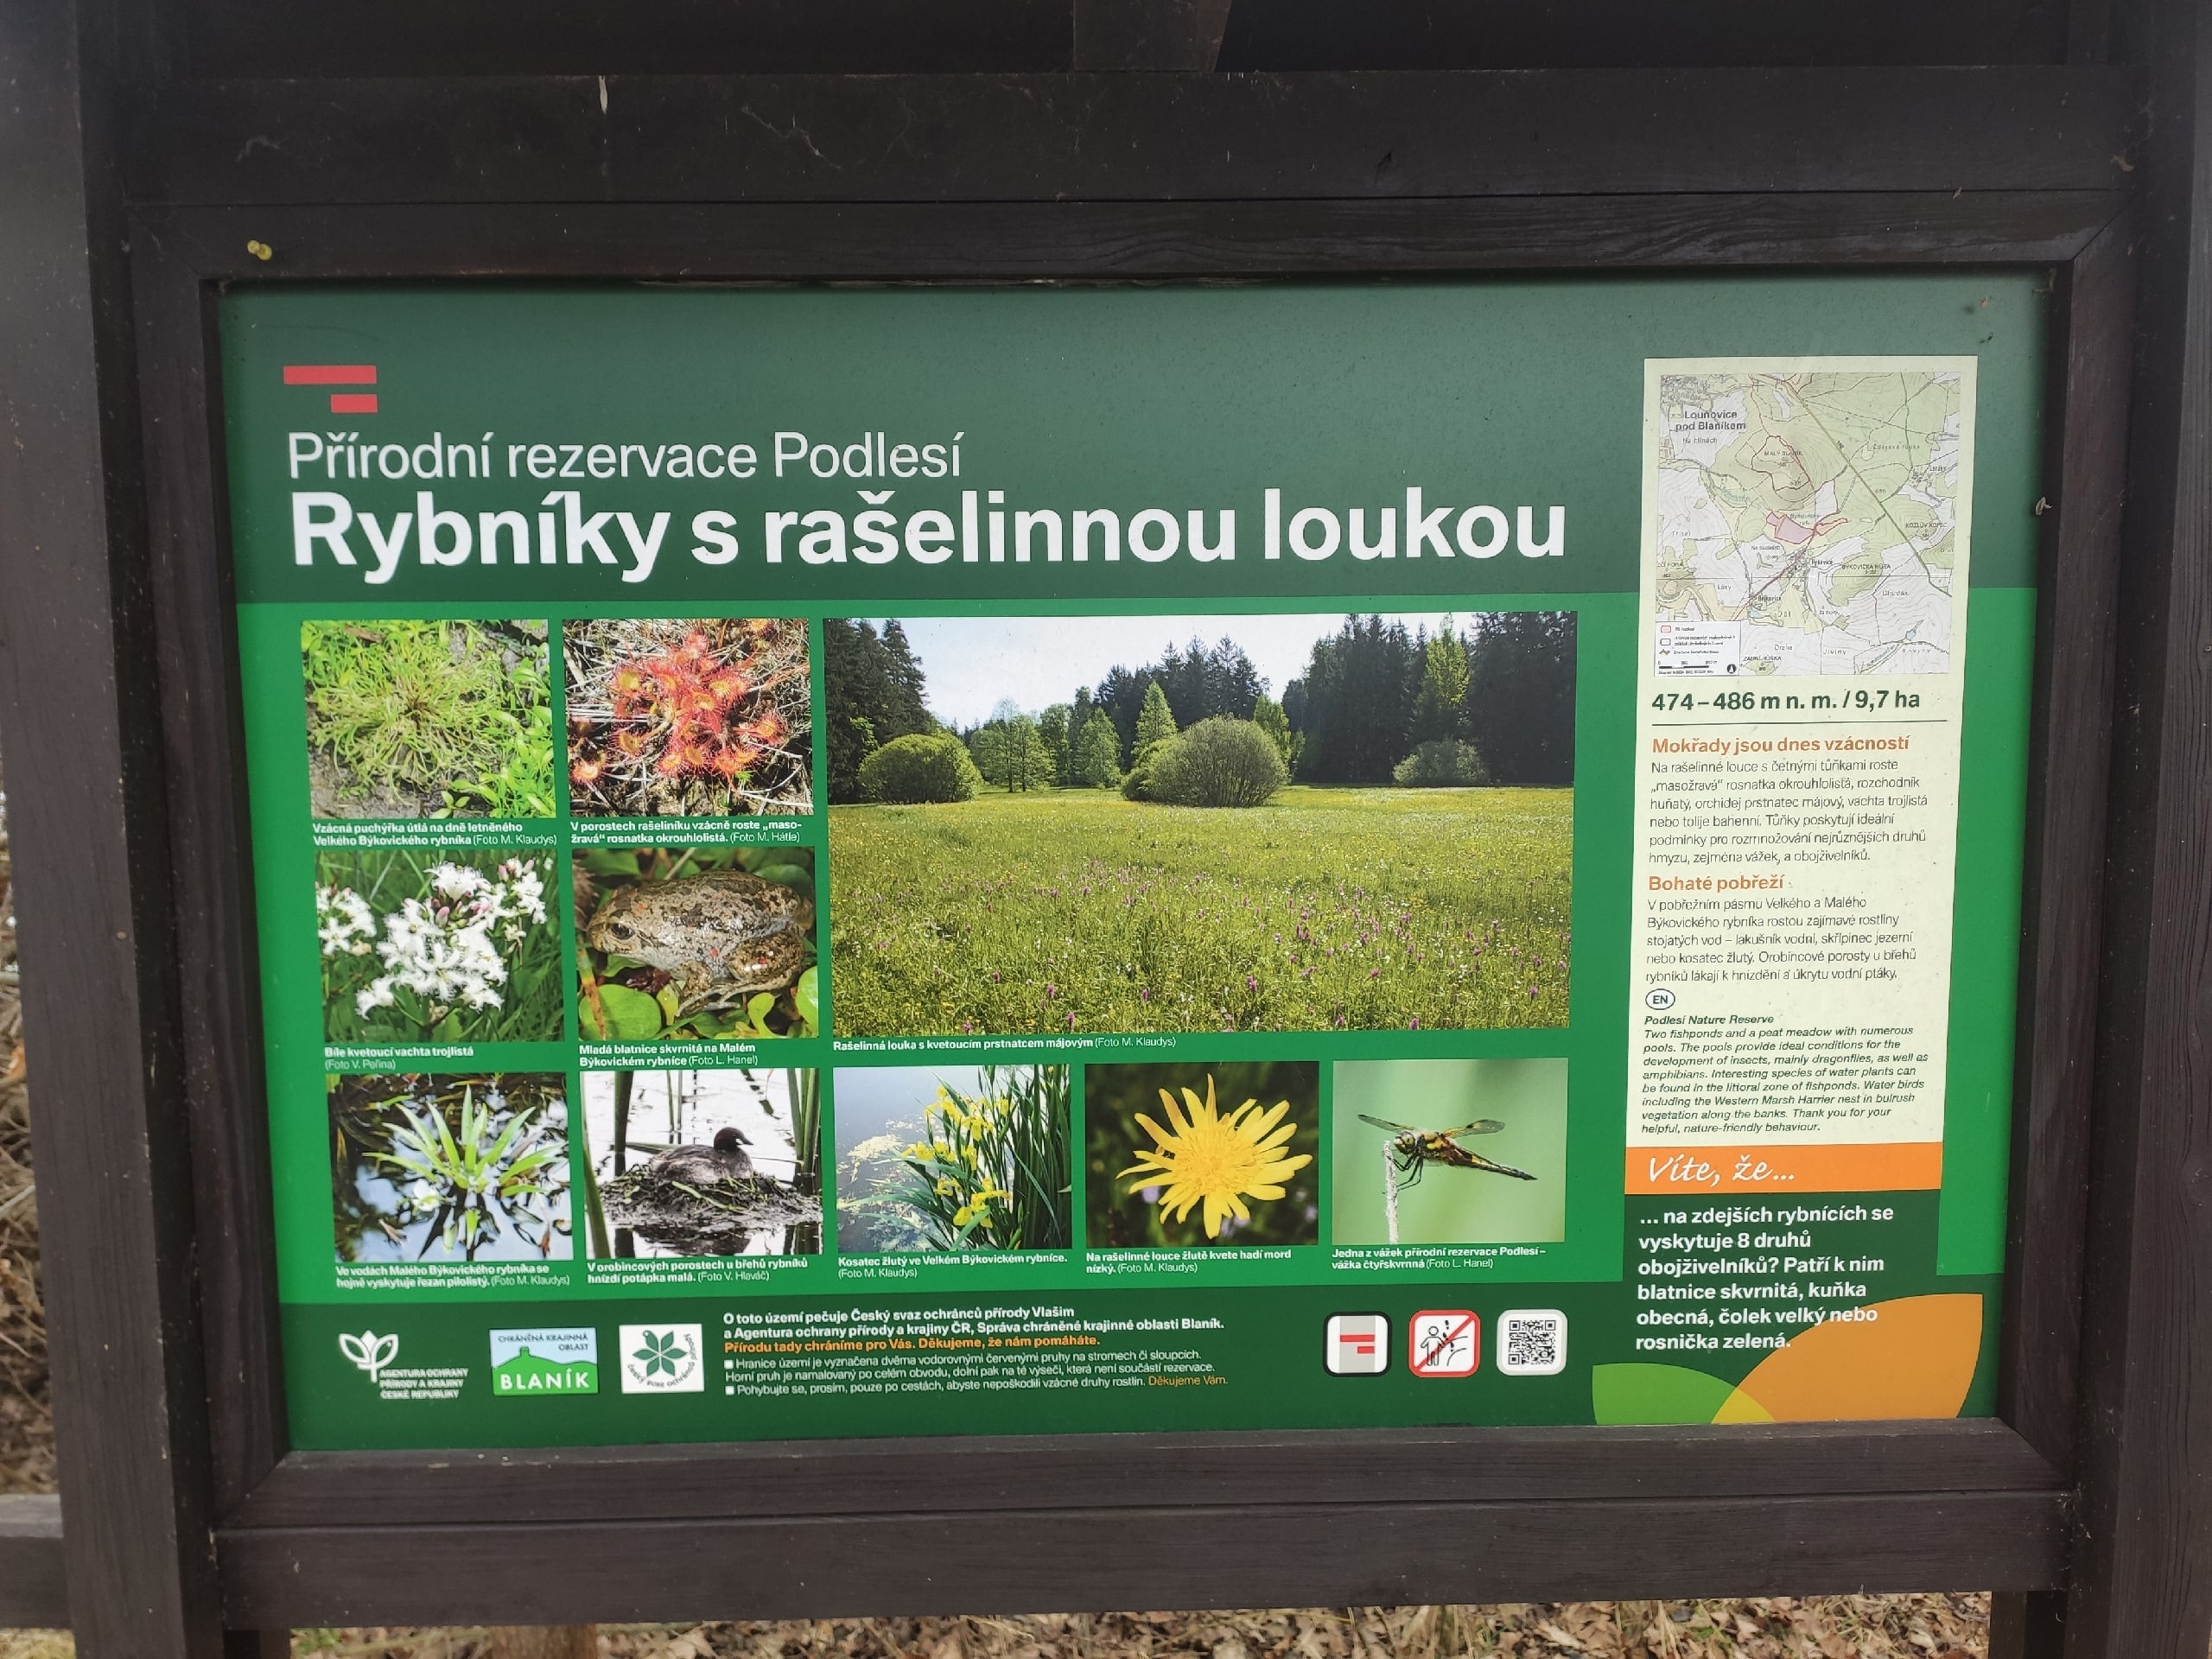 Přírodní rezervace Podlesí
Rybníky s rašelinnou loukou
Vzácná puchýřka útlá na dně letněného
Velkého Býkovického rybníka (Foto M. Klaudys)
V porostech rašeliníku vzácně roste „maso-
žravá“ rosnatka okrouhlolistá. (Foto M. Hátle)
Bíle kvetoucí vachta trojlistá
(Foto V. Peřina)
Mladá blatnice skvrnitá na Malém
Býkovickém rybníce (Foto L. Hanel)
Rašelinná louka s kvetoucím prstnatcem májovým (Foto M. Klaudys)
Ve vodách Malého Býkovického rybníka se
hojně vyskytuje řezan pilolistý. (Foto M. Klaudys)
V orobincových porostech u břehů rybníků
hnízdí potápka malá. (Foto V. Hlaváč)
Kosatec žlutý ve Velkém Býkovickém rybníce.
(Foto M. Klaudys)
Na rašelinné louce žlutě kvete hadí mord
nízký. (Foto M. Klaudys)
Jedna z vážek přírodní rezervace Podlesí –
vážka čtyřskvrnná (Foto L. Hanel)
Louňovice
pod Blaníkem
MALÝ BLANÍK
474 – 486 m n. m. / 9,7 ha
Mokřady jsou dnes vzácností
Na rašelinné louce s četnými tůňkami roste
„masožravá“ rosnatka okrouhlolistá, rozchodník
huňatý, orchidej prstnatec májový, vachta trojlistá
nebo tolije bahenní. Tůňky poskytují ideální
podmínky pro rozmnožování nejrůznějších druhů
hmyzu, zejména vážek, a obojživelníků.
Bohaté pobřeží
V pobřežním pásmu Velkého a Malého
Býkovického rybníka rostou zajímavé rostliny
stojatých vod – lakušník vodní, skřípinec jezerní
nebo kosatec žlutý. Orobincové porosty u břehů
rybníků lákají k hnízdění a úkrytu vodní ptáky.
EN
Podlesí Nature Reserve
Two fishponds and a peat meadow with numerous
pools. The pools provide ideal conditions for the
development of insects, mainly dragonflies, as well as
amphibians. Interesting species of water plants can
be found in the littoral zone of fishponds. Water birds
including the Western Marsh Harrier nest in bulrush
vegetation along the banks. Thank you for your
helpful, nature-friendly behaviour.
Víte, že...
... na zdejších rybnících se
vyskytuje 8 druhů
obojživelníků? Patří k nim
blatnice skvrnitá, kuňka
obecná, čolek velký nebo
rosnička zelená.
AGENTURA OCHRANY
PŘÍRODY A KRAJINY
ČESKÉ REPUBLIKY
CHRÁNĚNÁ KRAJINNÁ
OBLAST
BLANÍK
český svaz ochránců přírody
O toto území pečuje Český svaz ochránců přírody Vlašim
a Agentura ochrany přírody a krajiny ČR, Správa chráněné krajinné oblasti Blaník.
Přírodu tady chráníme pro Vás. Děkujeme, že nám pomáháte.
■ Hranice území je vyznačena dvěma vodorovnými červenými pruhy na stromech či sloupcích.
Horní pruh je namalovaný po celém obvodu, dolní pak na té výseči, která není součástí rezervace.
■ Pohybujte se, prosím, pouze po cestách, abyste nepoškodili vzácné druhy rostlin. Děkujeme Vám.